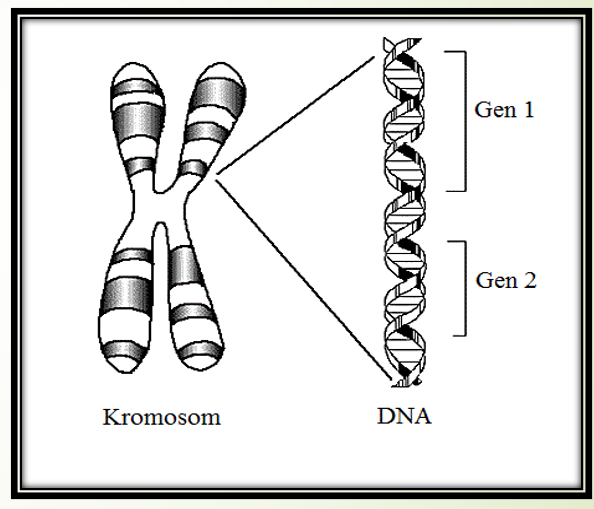 Gen 1
Gen 2
Kromosom
DNA